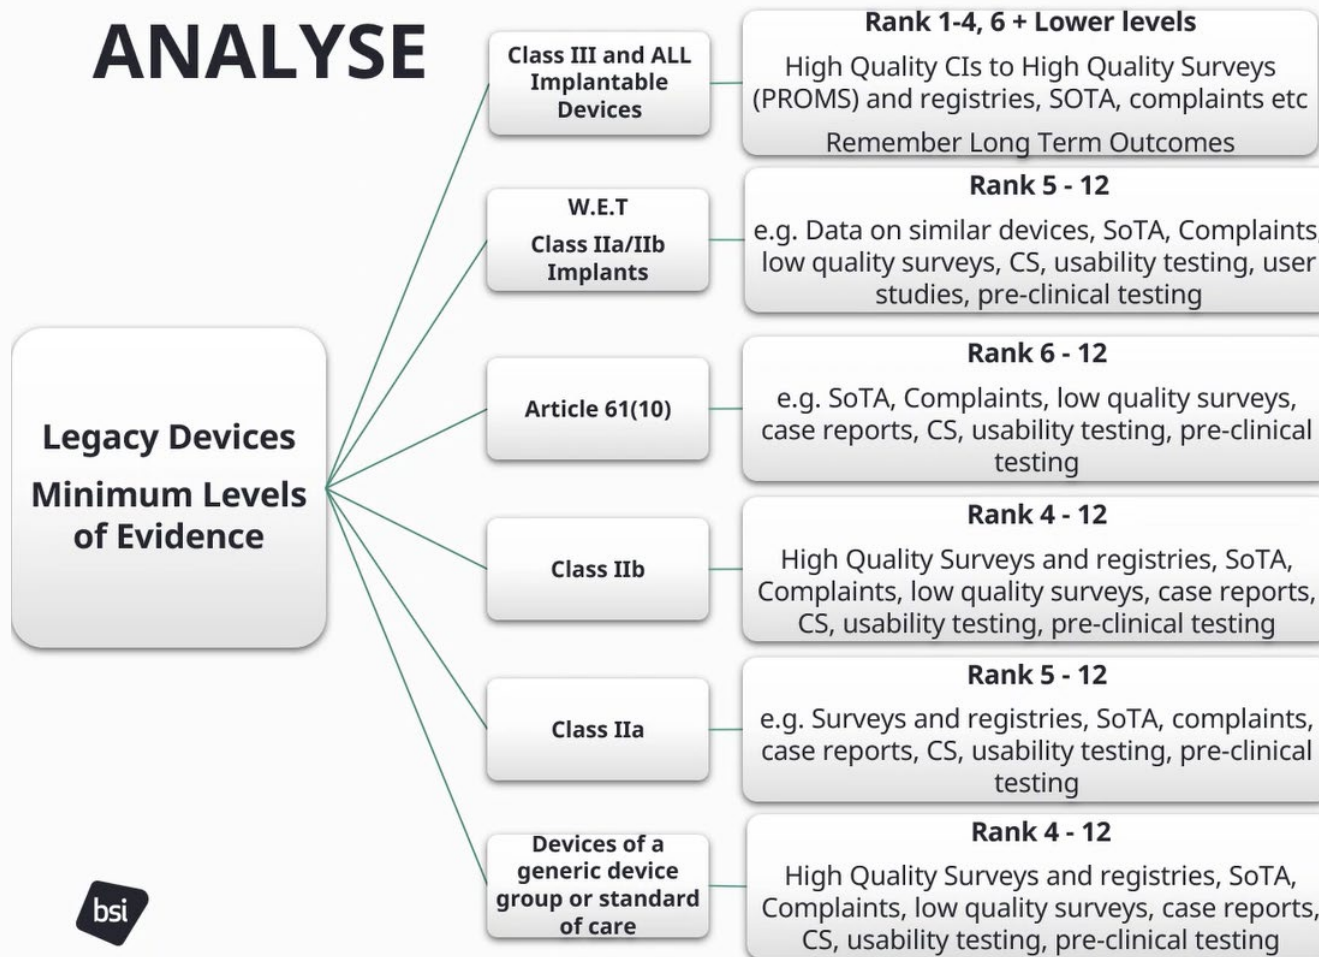 ANALYSE
Legacy Devices
Minimum Levels
of Evidence
Class III and ALL
Implantable
Devices
Rank 1-4, 6 + Lower levels
High Quality CIs to High Quality Surveys
(PROMS) and registries, SOTA, complaints etc
Remember Long Term Outcomes
W.E.T
Class IIa/IIb
Implants
Rank 5 - 12
e.g. Data on similar devices, SoTA, Complaints,
low quality surveys, CS, usability testing, user
studies, pre-clinical testing
Article 61(10)
Rank 6 - 12
e.g. SoTA, Complaints, low quality surveys,
case reports, CS, usability testing, pre-clinical
testing
Class IIb
Rank 4 - 12
High Quality Surveys and registries, SoTA,
Complaints, low quality surveys, case reports,
CS, usability testing, pre-clinical testing
Class IIa
Rank 5 - 12
e.g. Surveys and registries, SoTA, complaints,
case reports, CS, usability testing, pre-clinical
testing
Devices of a
generic device
group or standard
of care
Rank 4 - 12
High Quality Surveys and registries, SoTA,
Complaints, low quality surveys, case reports,
CS, usability testing, pre-clinical testing
bsi